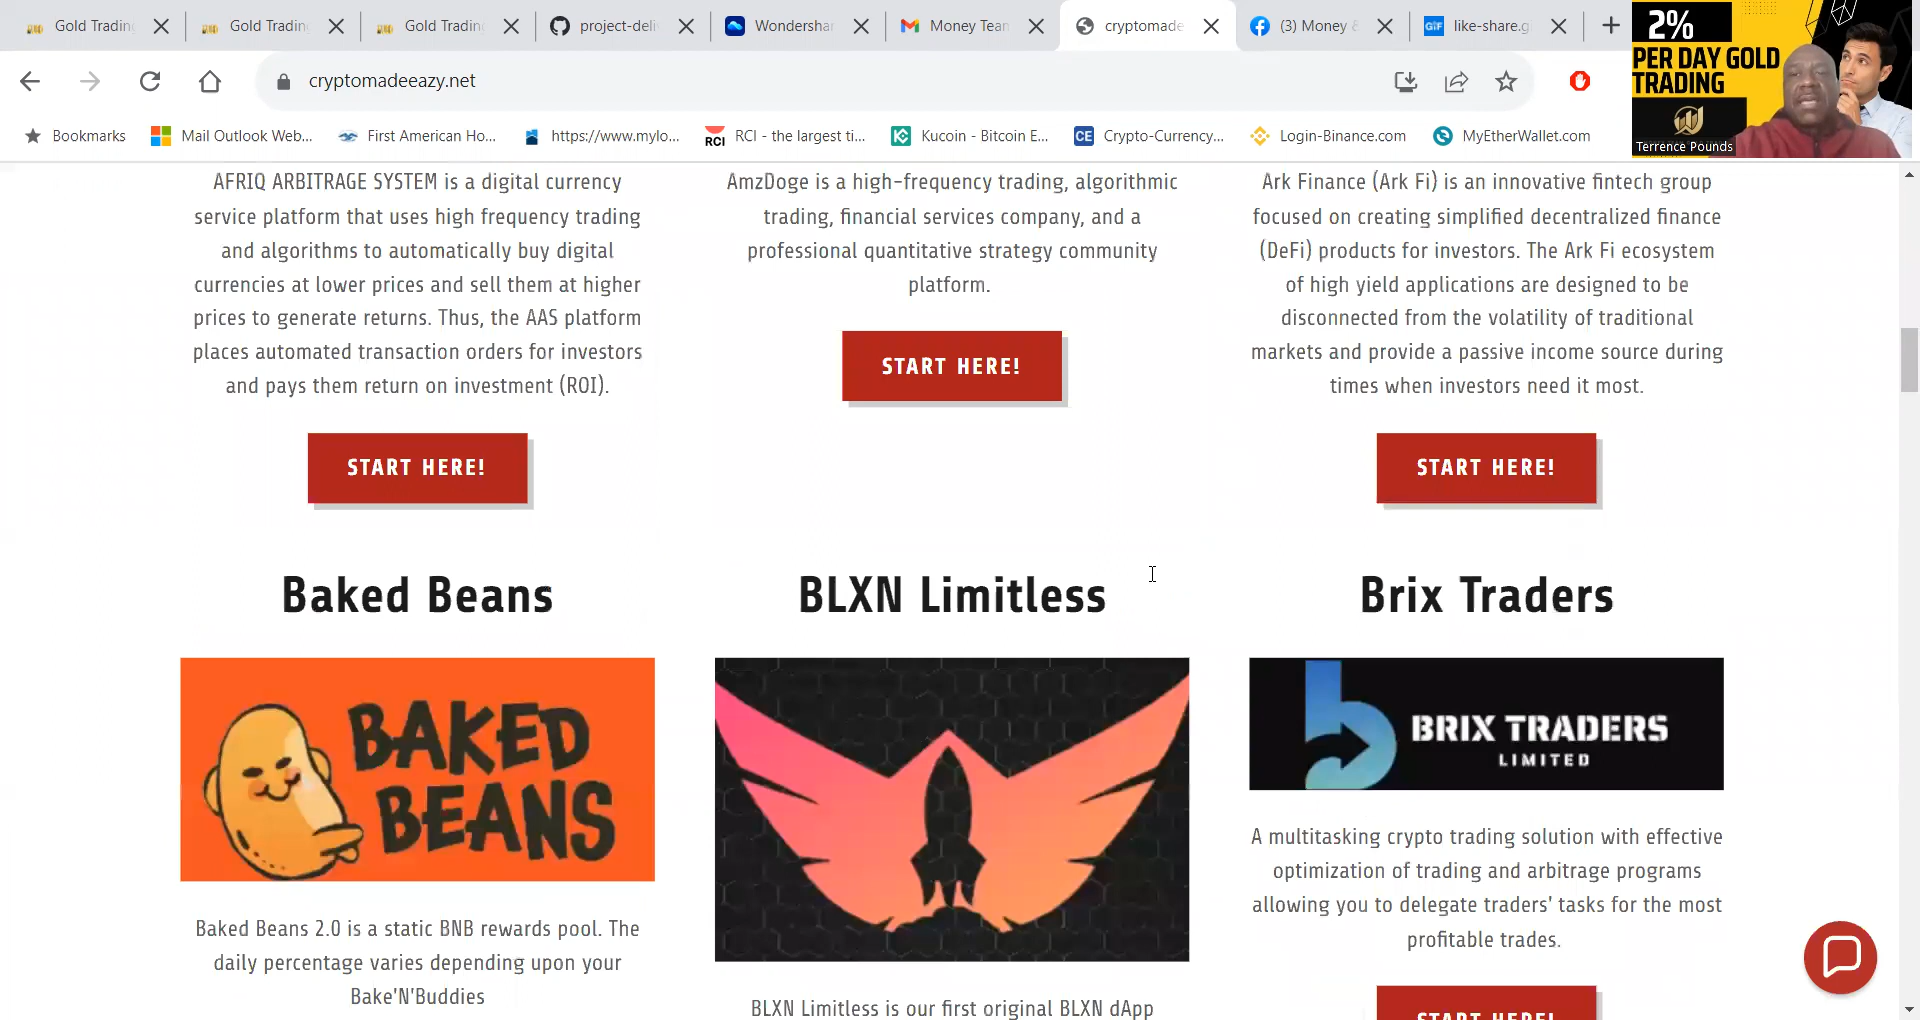 Gold Trading
Gold Trading
Gold Trading
project-deli
Wondersha
Money Tean
cryptomade
(3) Money &
GIF
like-share.g
cryptomadeeazy.net
Bookmarks
Mail Outlook Web...
First American Ho...
https://www.mylo...
RCI
RCI - the largest ti...
Kucoin - Bitcoin E...
CE
Crypto-Currency...
Login-Binance.com
MyEtherWallet.com
2%
PER DAY GOLD
TRADING
Terrence Pounds
AFRIQ ARBITRAGE SYSTEM is a digital currency
service platform that uses high frequency trading
and algorithms to automatically buy digital
currencies at lower prices and sell them at higher
prices to generate returns. Thus, the AAS platform
places automated transaction orders for investors
and pays them return on investment (ROI).
START HERE!
AmzDoge is a high-frequency trading, algorithmic
trading, financial services company, and a
professional quantitative strategy community
platform.
START HERE!
Ark Finance (Ark Fi) is an innovative fintech group
focused on creating simplified decentralized finance
(DeFi) products for investors. The Ark Fi ecosystem
of high yield applications are designed to be
disconnected from the volatility of traditional
markets and provide a passive income source during
times when investors need it most.
START HERE!
Baked Beans
BAKED
BEANS
Baked Beans 2.0 is a static BNB rewards pool. The
daily percentage varies depending upon your
Bake'N'Buddies
BLXN Limitless
BLXN Limitless is our first original BLXN dApp
Brix Traders
BRIX TRADERS
LIMITED
A multitasking crypto trading solution with effective
optimization of trading and arbitrage programs
allowing you to delegate traders' tasks for the most
profitable trades.
START HERE!